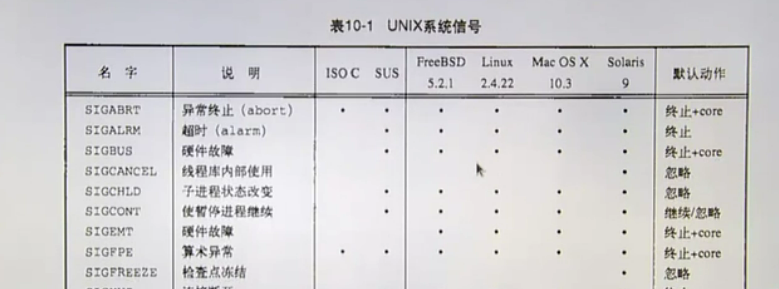 表10-1 UNIX系统信号
名 字 说 明 ISO C SUS FreeBSD 5.2.1 Linux 2.4.22 Mac OS X 10.3 Solaris 9 默认动作
SIGABRT 异常终止 (abort) • • • • • • 终止+core
SIGALRM 超时 (alarm) • • • • • 终止
SIGBUS 硬件故障 • • • • • 终止+core
SIGCANCEL 线程库内部使用 • 忽略
SIGCHLD 子进程状态改变 • • • • • 忽略
SIGCONT 使暂停进程继续 • • • • • 继续/忽略
SIGEMT 硬件故障 • • • • 终止+core
SIGFPE 算术异常 • • • • • • 终止+core
SIGFREEZE 检查点冻结 • 忽略